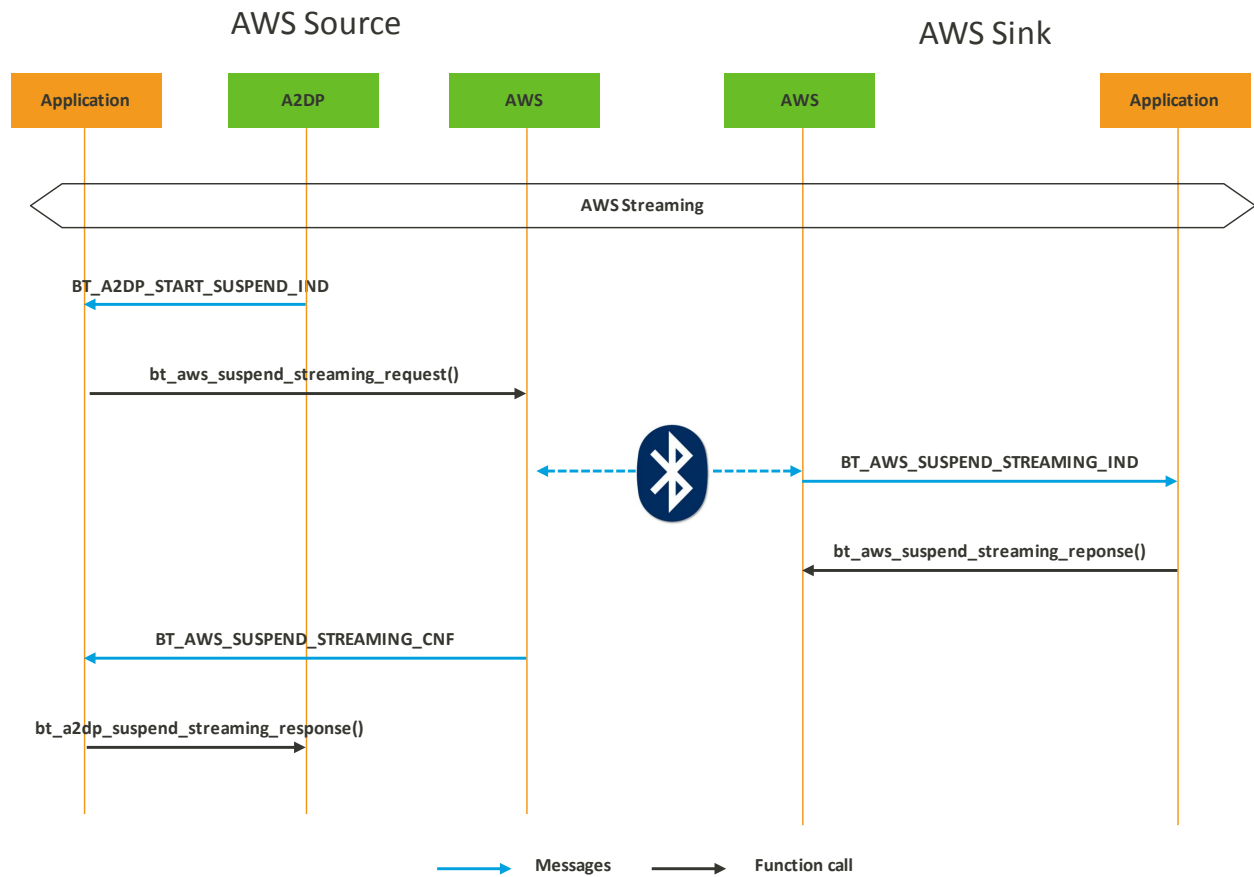 AWS Source
AWS Sink
Application
A2DP
AWS
AWS
Application
AWS Streaming
BT_A2DP_START_SUSPEND_IND
bt_aws_suspend_streaming_request()
BT_AWS_SUSPEND_STREAMING_IND
bt_aws_suspend_streaming_reponse()
BT_AWS_SUSPEND_STREAMING_CNF
bt_a2dp_suspend_streaming_response()
Messages
Function call